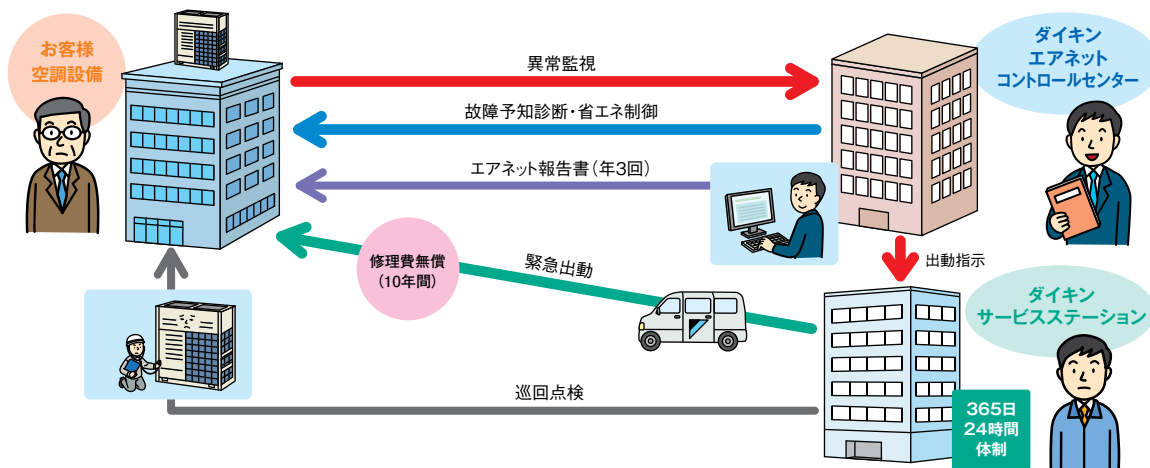 お客様
空調設備
異常監視
ダイキン
エアネット
コントロールセンター
故障予知診断・省エネ制御
エアネット報告書（年3回）
修理費無償
（10年間）
緊急出動
出動指示
ダイキン
サービスステーション
巡回点検
365日
24時間
体制